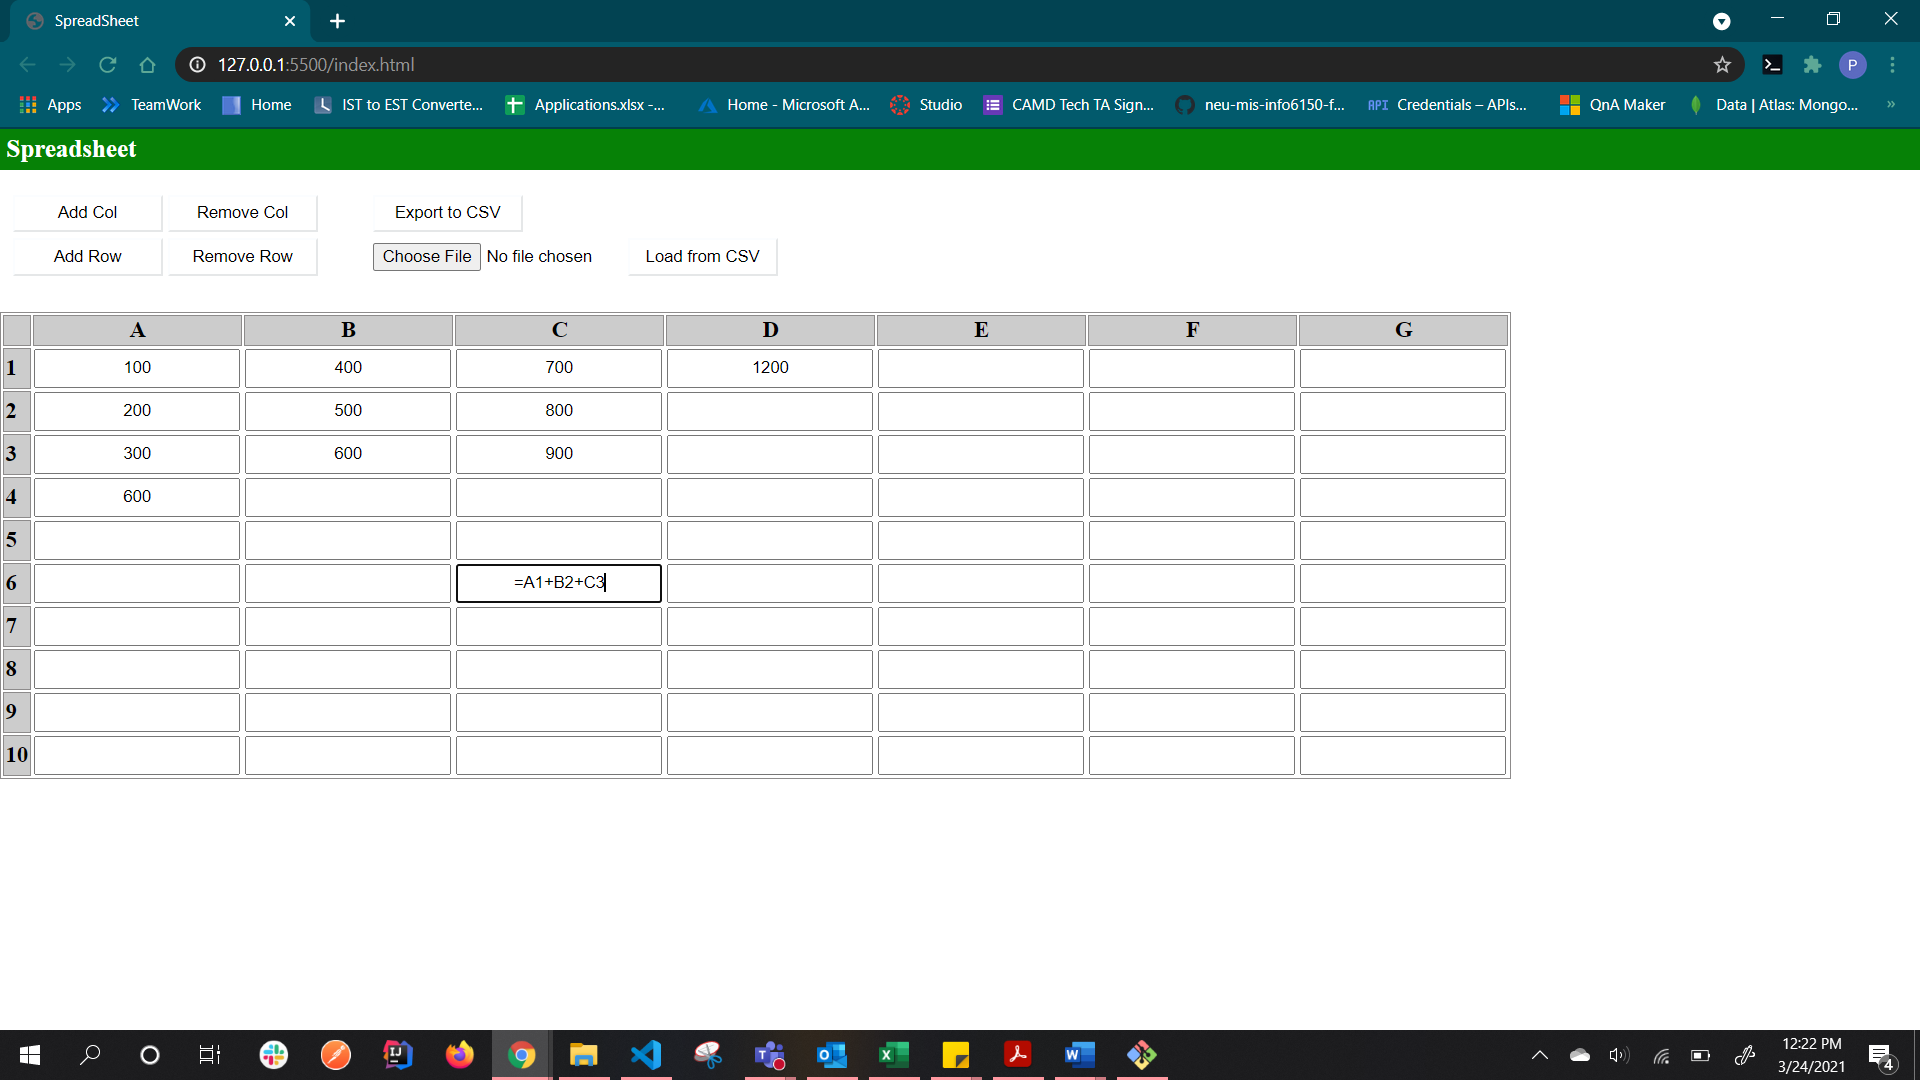 SpreadSheet
127.0.0.1:5500/index.html
P
Apps TeamWork Home IST to EST Converte... Applications.xlsx -... Home - Microsoft A... Studio CAMD Tech TA Sign... neu-mis-info6150-f... API Credentials – APIs... QnA Maker Data | Atlas: Mongo... »
Spreadsheet
Add Col Remove Col Export to CSV
Add Row Remove Row Choose File No file chosen Load from CSV
A B C D E F G
1 100 400 700 1200
2 200 500 800
3 300 600 900
4 600
5
6 =A1+B2+C3
7
8
9
10
12:22 PM
3/24/2021
4